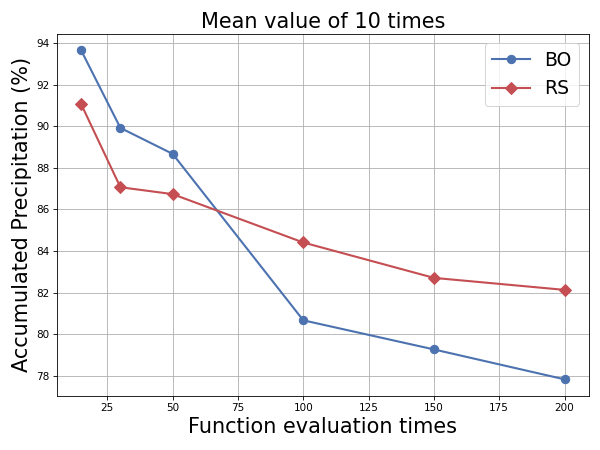 Mean value of 10 times
BO
RS
Accumulated Precipitation (%)
94
92
90
88
86
84
82
80
78
25 50 75 100 125 150 175 200
Function evaluation times